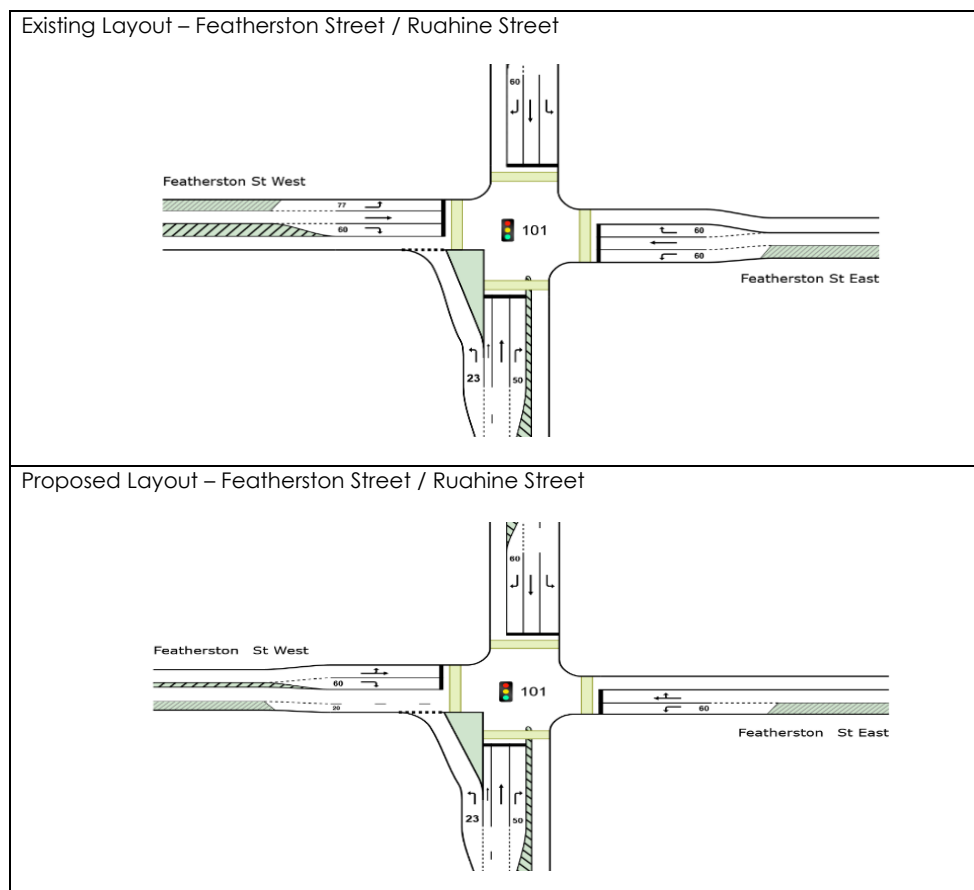 Existing Layout – Featherston Street / Ruahine Street
60
Featherston St West
77
60
101
60
60
Featherston St East
23
50
Proposed Layout – Featherston Street / Ruahine Street
60
Featherston St West
60
20
101
60
Featherston St East
23
50